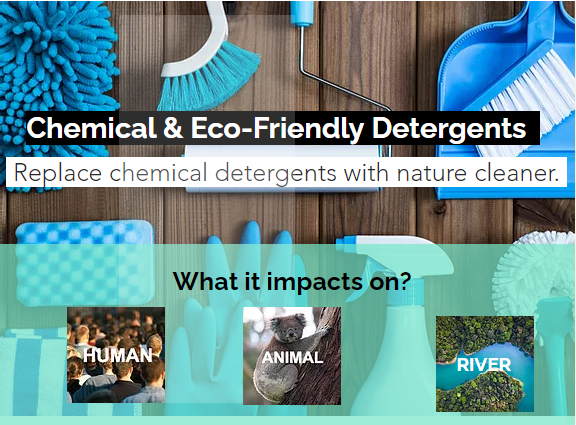 Chemical & Eco-Friendly Detergents
Replace chemical detergents with nature cleaner.
What it impacts on?
HUMAN
ANIMAL
RIVER